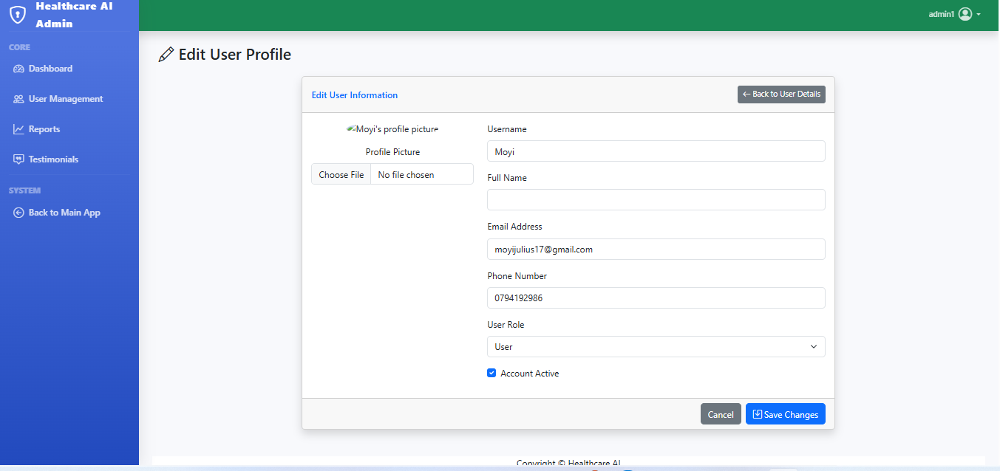 Healthcare AI
Admin
admin1
CORE
Dashboard
User Management
Reports
Testimonials
SYSTEM
Back to Main App
Edit User Profile
Edit User Information
← Back to User Details
Moyi's profile picture
Profile Picture
Choose File No file chosen
Username
Moyi
Full Name
Email Address
moyijulius17@gmail.com
Phone Number
0794192986
User Role
User
Account Active
Cancel
Save Changes
Copyright © Healthcare AI